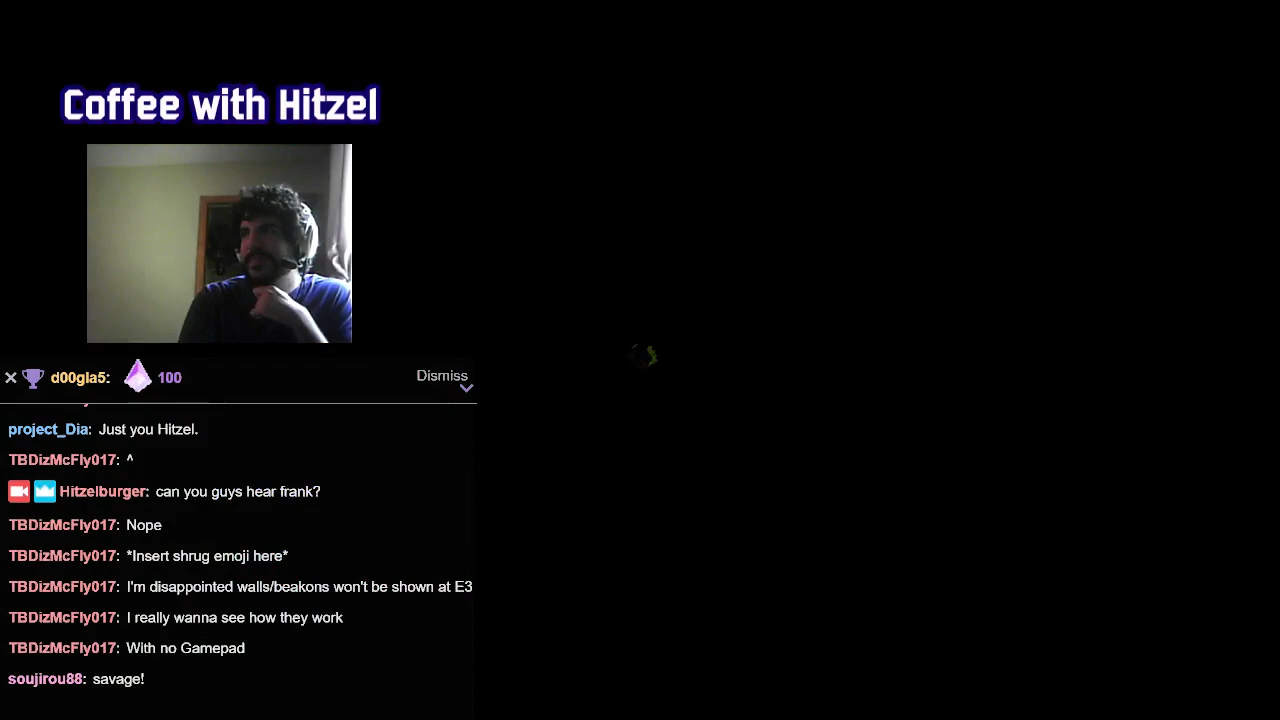 Coffee with Hitzel
d00gla5: 100 Dismiss
project_Dia: Just you Hitzel.
TBDizMcFly017: ^
Hitzelburger: can you guys hear frank?
TBDizMcFly017: Nope
TBDizMcFly017: *Insert shrug emoji here*
TBDizMcFly017: I'm disappointed walls/beakons won't be shown at E3
TBDizMcFly017: I really wanna see how they work
TBDizMcFly017: With no Gamepad
soujirou88: savage!